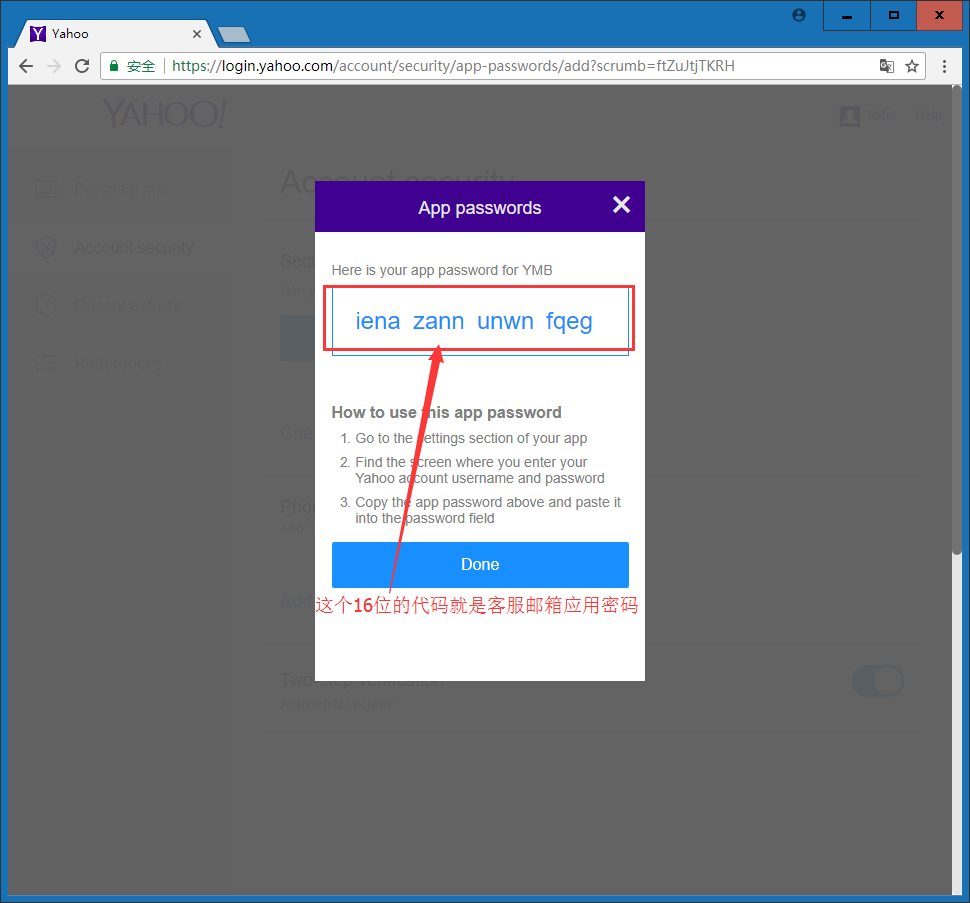 Yahoo
安全
https://login.yahoo.com/account/security/app-passwords/add?scrumb=ftZuJtjTKRH
YAHOO!
Help
Personal info
Account security
Recent activity
Preferences
Account security
App passwords
Here is your app password for YMB
iena zann unwn fqeg
How to use this app password
1. Go to the settings section of your app
2. Find the screen where you enter your
Yahoo account username and password
3. Copy the app password above and paste it
into the password field
Done
这个16位的代码就是客服邮箱应用密码
Two-step verification
Additional security